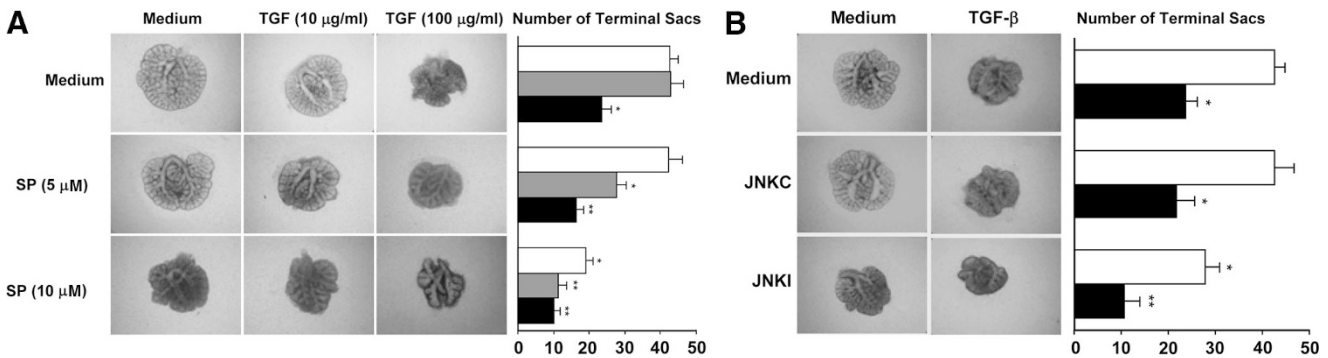 A
Medium
TGF (10 µg/ml)
TGF (100 µg/ml)
Number of Terminal Sacs
Medium
*
SP (5 µM)
*
**
SP (10 µM)
*
**
**
0 10 20 30 40 50
B
Medium
TGF-β
Number of Terminal Sacs
Medium
*
JNKC
*
JNKI
*
**
0 10 20 30 40 50